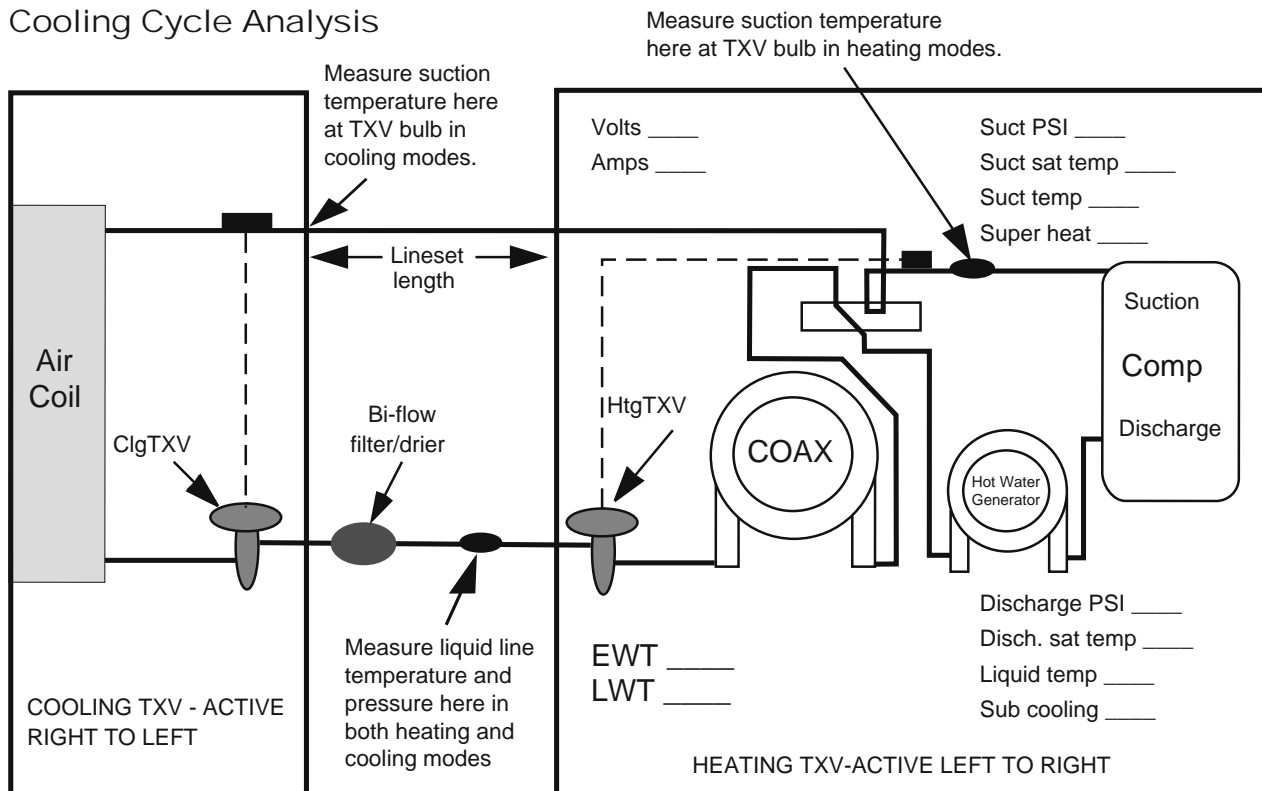 Cooling Cycle Analysis
Measure suction temperature
here at TXV bulb in heating modes.
Measure suction
temperature here
at TXV bulb in
cooling modes.
Volts ____
Amps ____
Suct PSI ____
Suct sat temp ____
Suct temp ____
Super heat ____
Lineset
length
Air
Coil
ClgTXV
Bi-flow
filter/drier
HtgTXV
COAX
Hot Water
Generator
Suction
Comp
Discharge
Measure liquid line
temperature and
pressure here in
both heating and
cooling modes
EWT ____
LWT ____
Discharge PSI ____
Disch. sat temp ____
Liquid temp ____
Sub cooling ____
COOLING TXV - ACTIVE
RIGHT TO LEFT
HEATING TXV-ACTIVE LEFT TO RIGHT